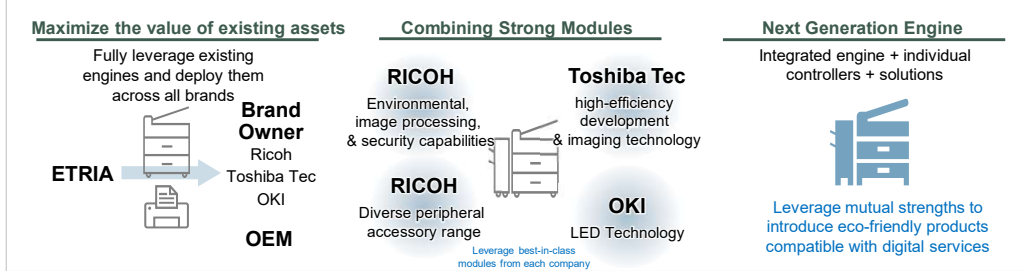 Maximize the value of existing assets
Fully leverage existing
engines and deploy them
across all brands
ETRIA
Brand
Owner
Ricoh
Toshiba Tec
OKI
OEM
Combining Strong Modules
RICOH
Environmental,
image processing,
& security capabilities
Toshiba Tec
high-efficiency
development
& imaging technology
RICOH
Diverse peripheral
accessory range
OKI
LED Technology
Leverage best-in-class
modules from each company
Next Generation Engine
Integrated engine + individual
controllers + solutions
Leverage mutual strengths to
introduce eco-friendly products
compatible with digital services